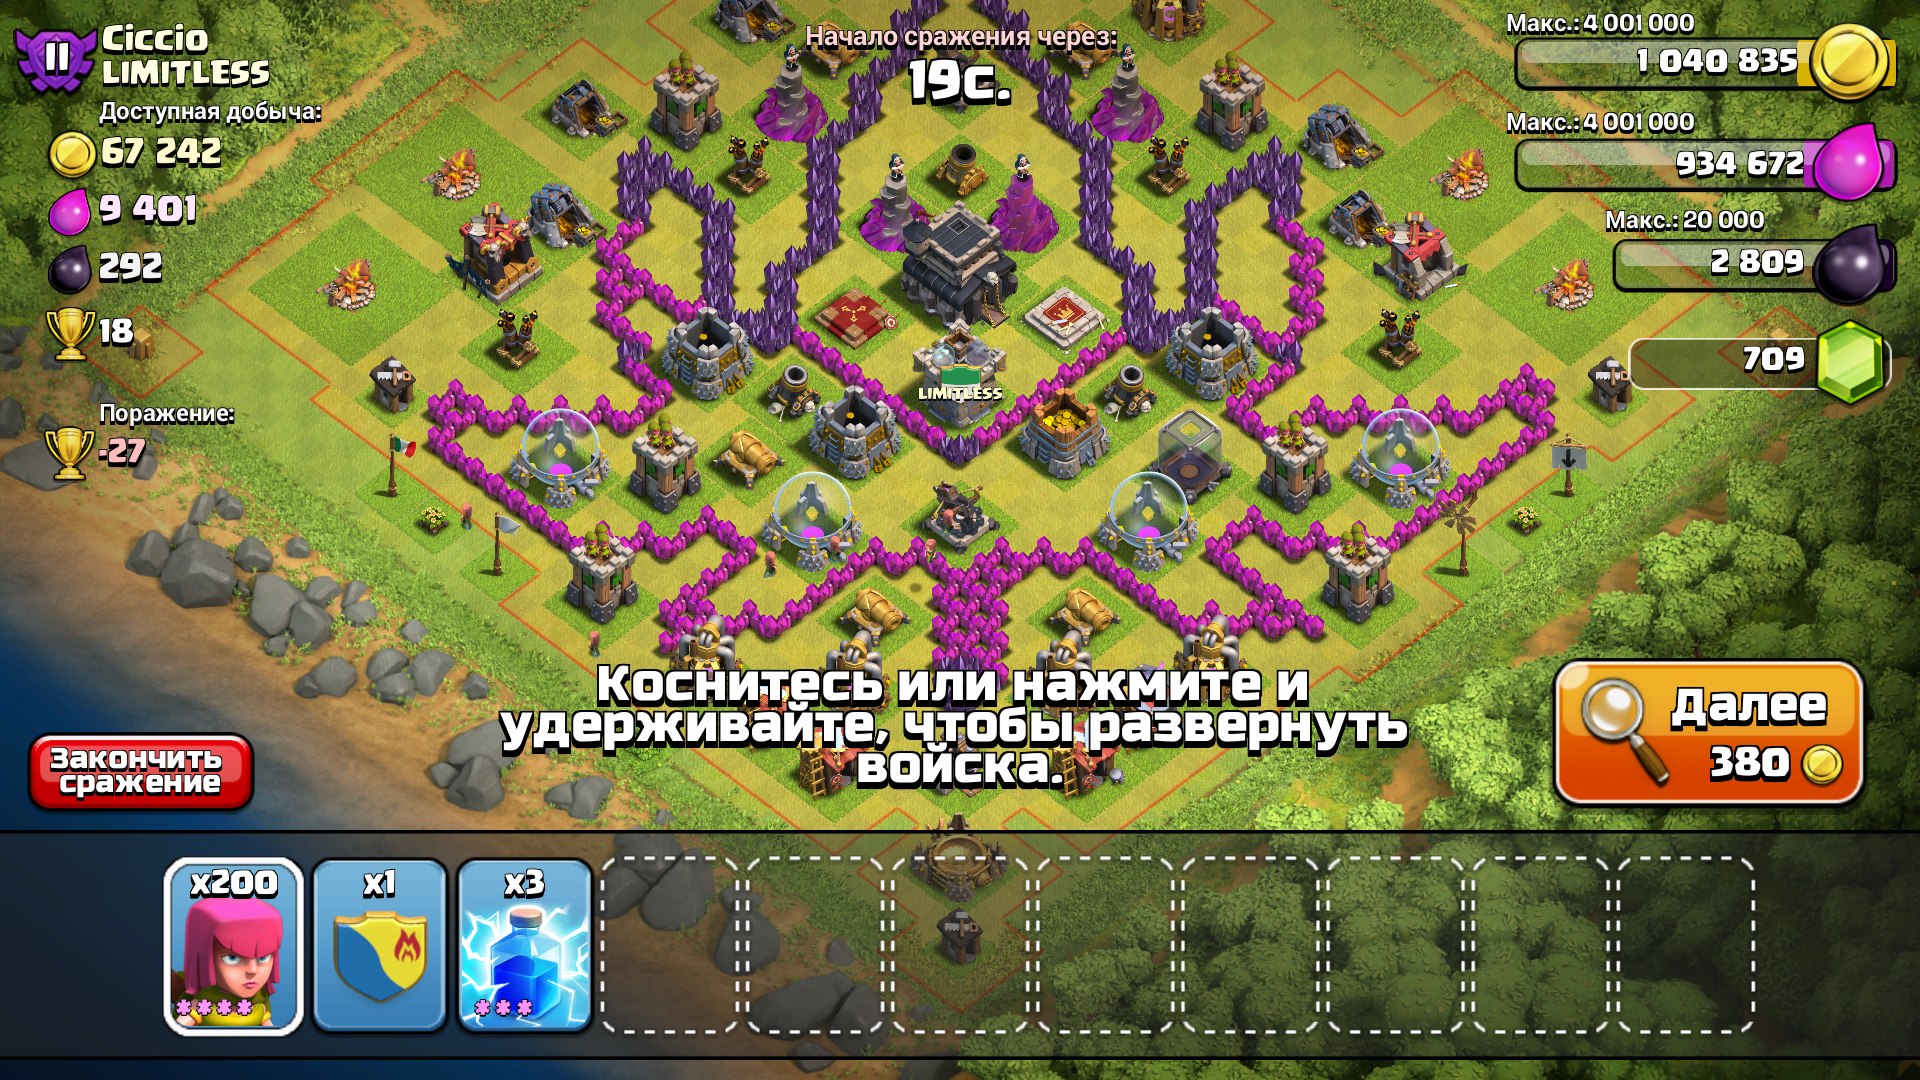 11
Ciccio
LIMITLESS
Доступная добыча:
67 242
9 401
292
18
Поражение:
-27
Начало сражения через:
19с.
Макс.: 4 001 000
1 040 835
Макс.: 4 001 000
934 672
Макс.: 20 000
2 809
709
LIMITLESS
Коснитесь или нажмите и
удерживайте, чтобы развернуть
войска.
Закончить
сражение
Далее
380
x200
x1
x3